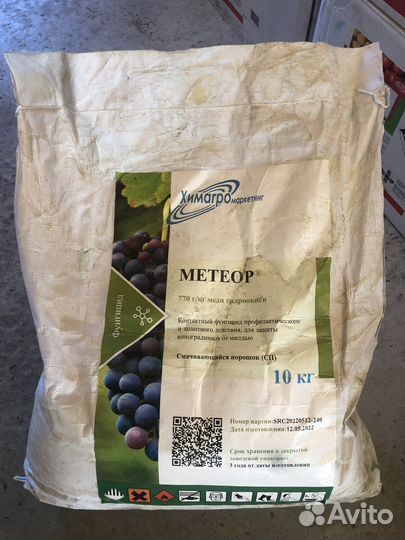 Химагро маркетинг
МЕТЕОР®
770 г/кг меди гидроокиси
Фунгицид
Контактный фунгицид профилактического
и защитного действия, для защиты
виноградников от милдью
Смачивающийся порошок (СП)
10 кг
Номер партии:SRC20220512-240
Дата изготовления:12.05.2022
Срок хранения в закрытой
заводской упаковке:
3 года от даты изготовления
Avito